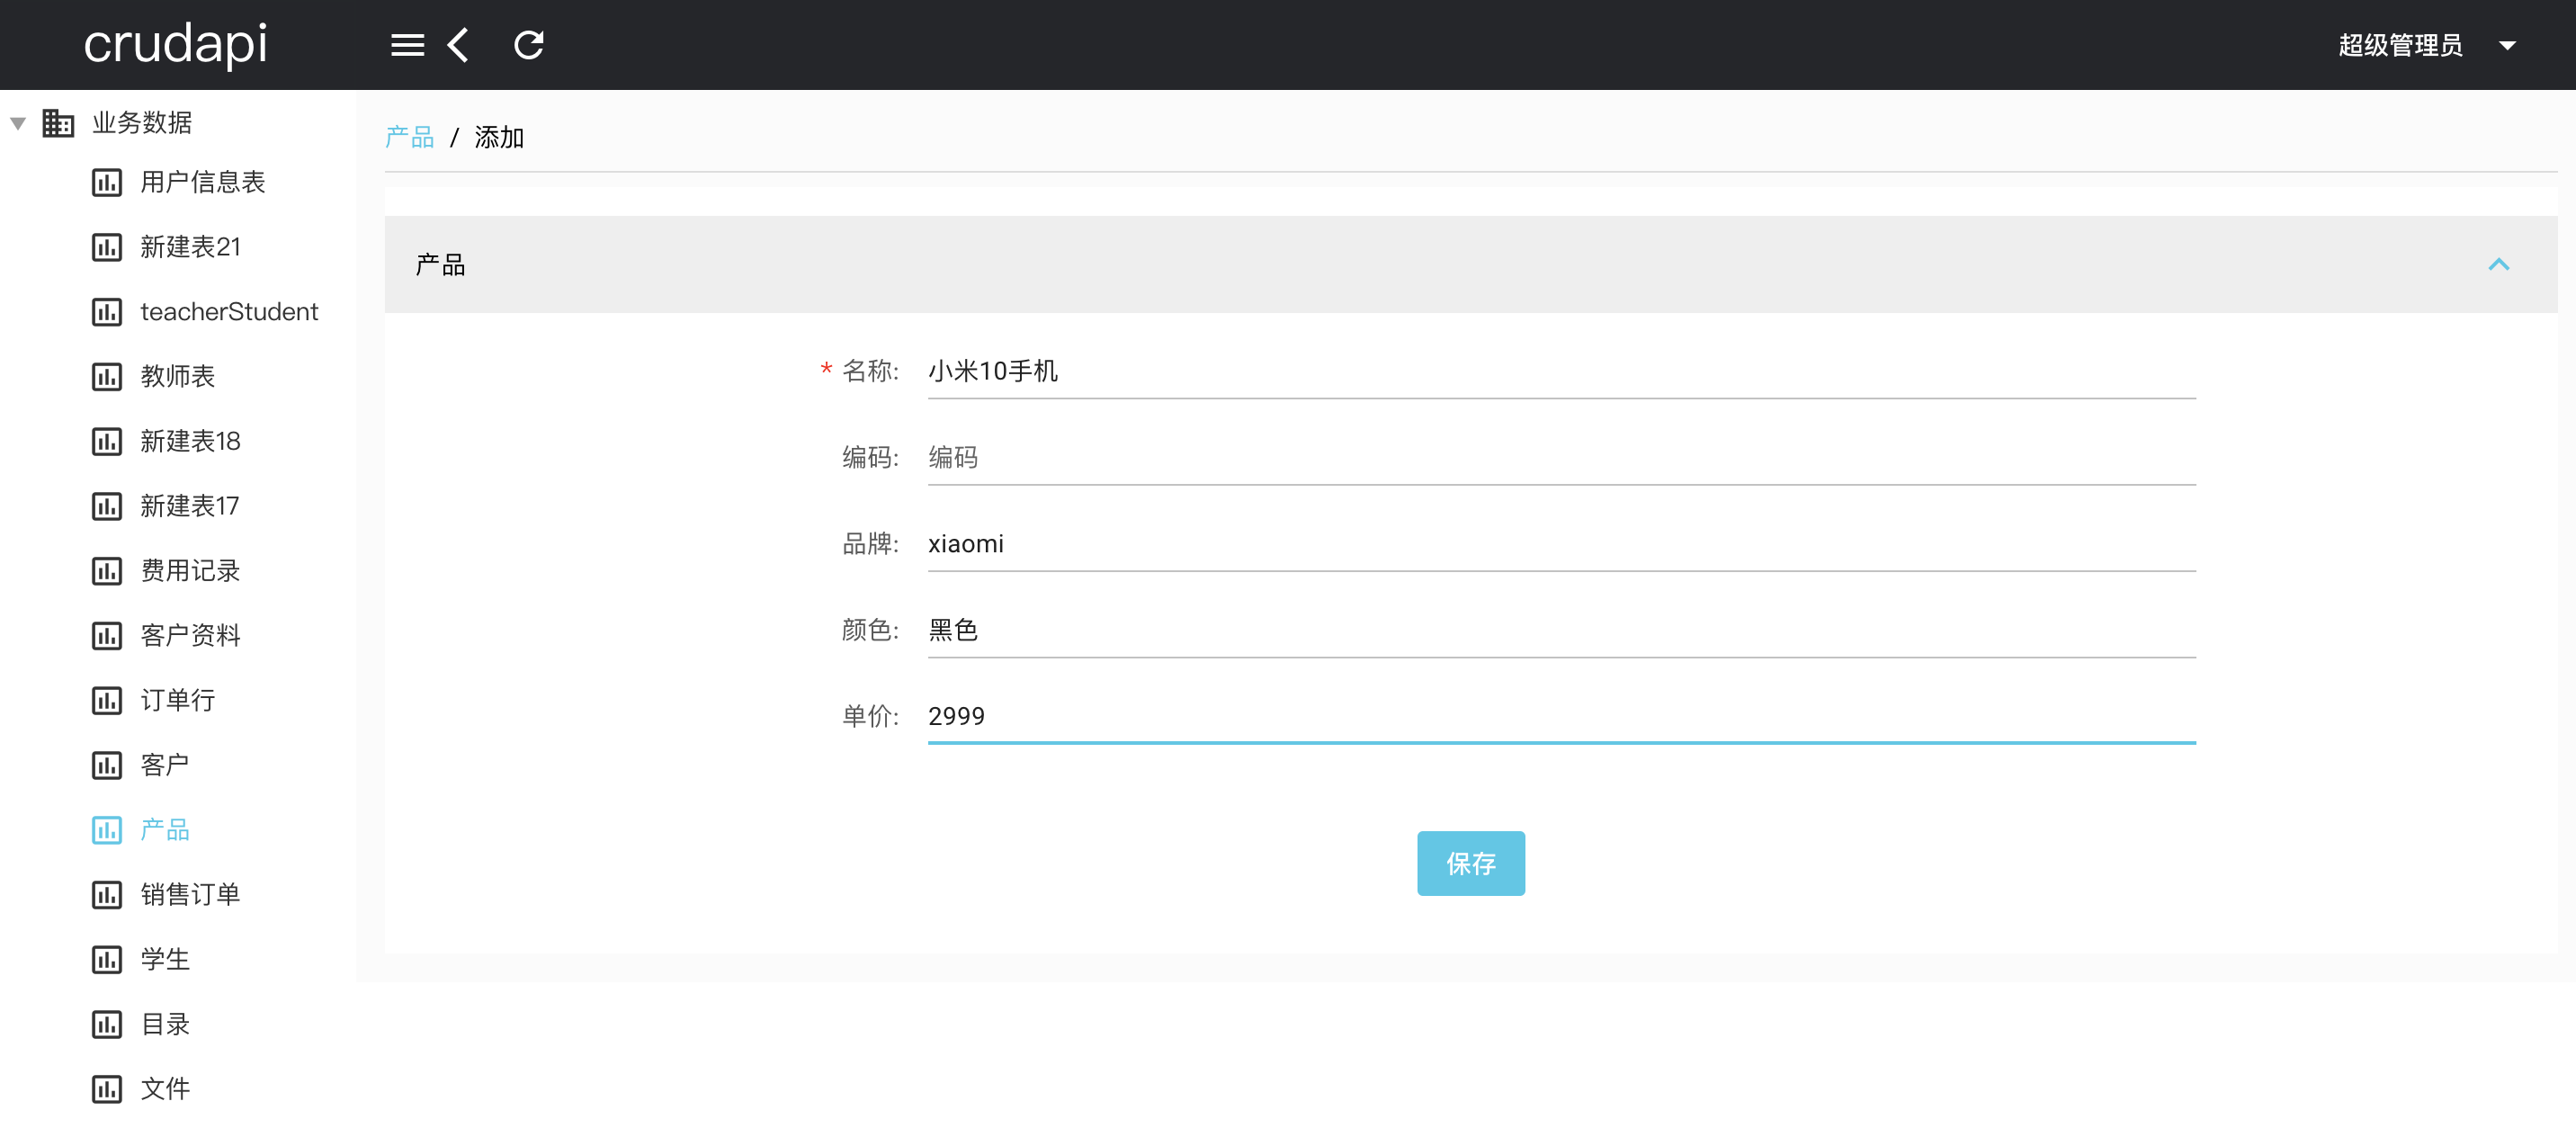 crudapi
超级管理员
业务数据
用户信息表
新建表21
teacherStudent
教师表
新建表18
新建表17
费用记录
客户资料
订单行
客户
产品
销售订单
学生
目录
文件
产品 / 添加
产品
* 名称: 小米10手机
编码: 编码
品牌: xiaomi
颜色: 黑色
单价: 2999
保存